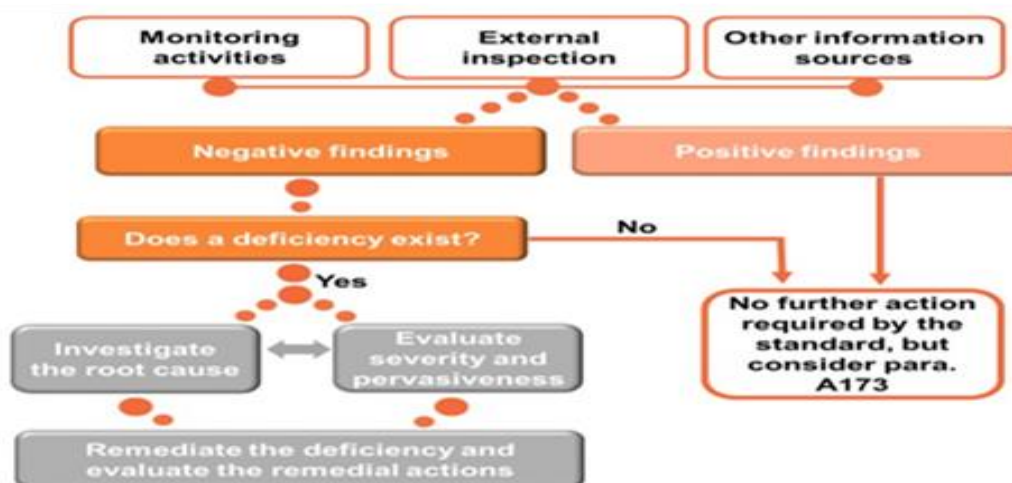 Monitoring
activities
External
inspection
Other information
sources
Negative findings
Positive findings
Does a deficiency exist?
No
Yes
Investigate
the root cause
Evaluate
severity and
pervasiveness
No further action
required by the
standard, but
consider para.
A173
Remediate the deficiency and
evaluate the remedial actions